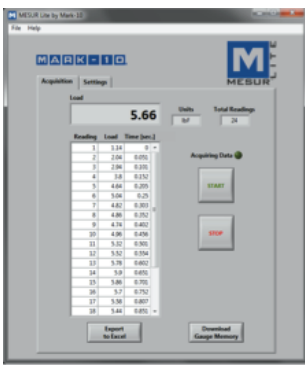 MESUR Lite by Mark-10
File Help
MARK-10
M
MESUR
LITE
Acquisition Settings
Load
5.66
Units
lbF
Total Readings
24
Reading Load Time (sec.)
1 1.14 0
2 2.04 0.051
3 2.94 0.101
4 3.8 0.152
5 4.64 0.205
6 5.04 0.25
7 4.82 0.303
8 4.86 0.352
9 4.74 0.402
10 4.86 0.456
11 5.12 0.501
12 5.52 0.554
13 5.78 0.602
14 5.9 0.651
15 5.86 0.701
16 5.7 0.752
17 5.58 0.807
18 5.44 0.851
Acquiring Data
START
STOP
Export
to Excel
Download
Gauge Memory